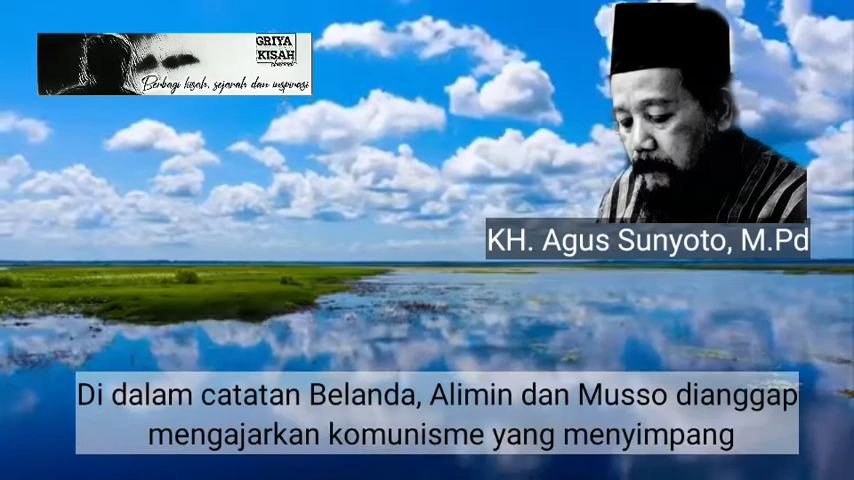 GRIYA
KISAH
channel
Berbagi kisah, sejarah dan inspirasi
KH. Agus Sunyoto, M.Pd
Di dalam catatan Belanda, Alimin dan Musso dianggap
mengajarkan komunisme yang menyimpang